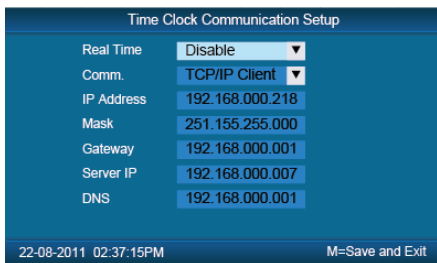 Time Clock Communication Setup
Real Time Disable
Comm. TCP/IP Client
IP Address 192.168.000.218
Mask 251.155.255.000
Gateway 192.168.000.001
Server IP 192.168.000.007
DNS 192.168.000.001
22-08-2011 02:37:15PM M=Save and Exit